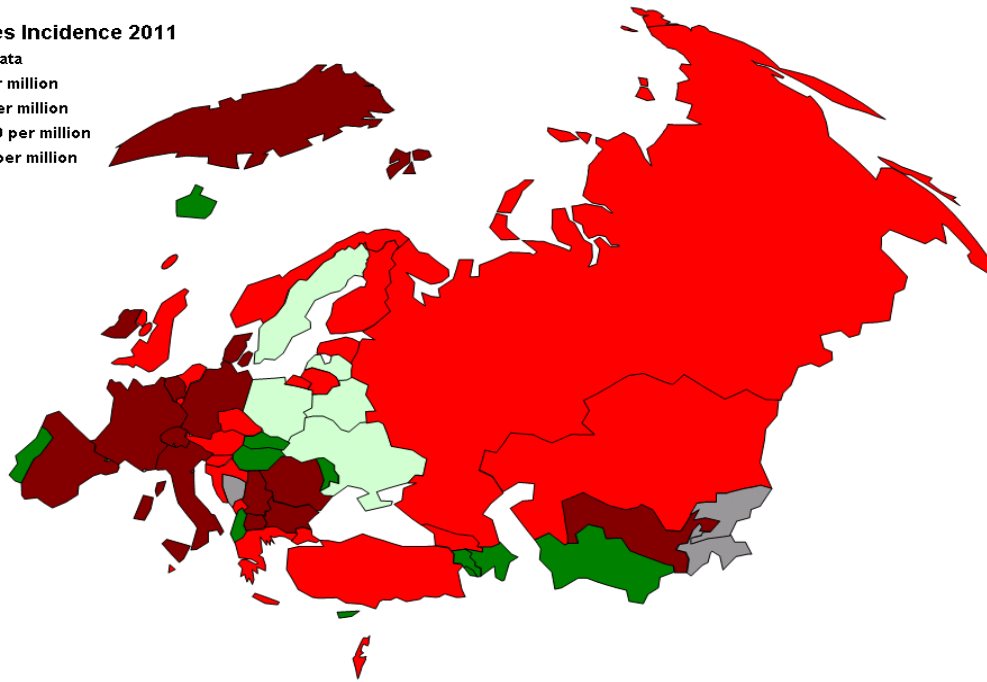 es Incidence 2011
ata
r million
er million
0 per million
per million